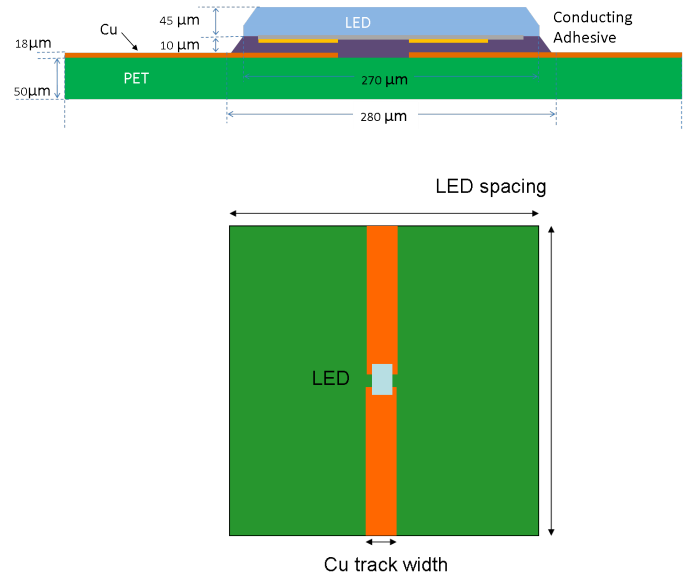 45 μm
LED
Conducting
Adhesive
Cu
18μm
10 μm
PET
270 μm
50μm
280 μm
LED spacing
LED
Cu track width